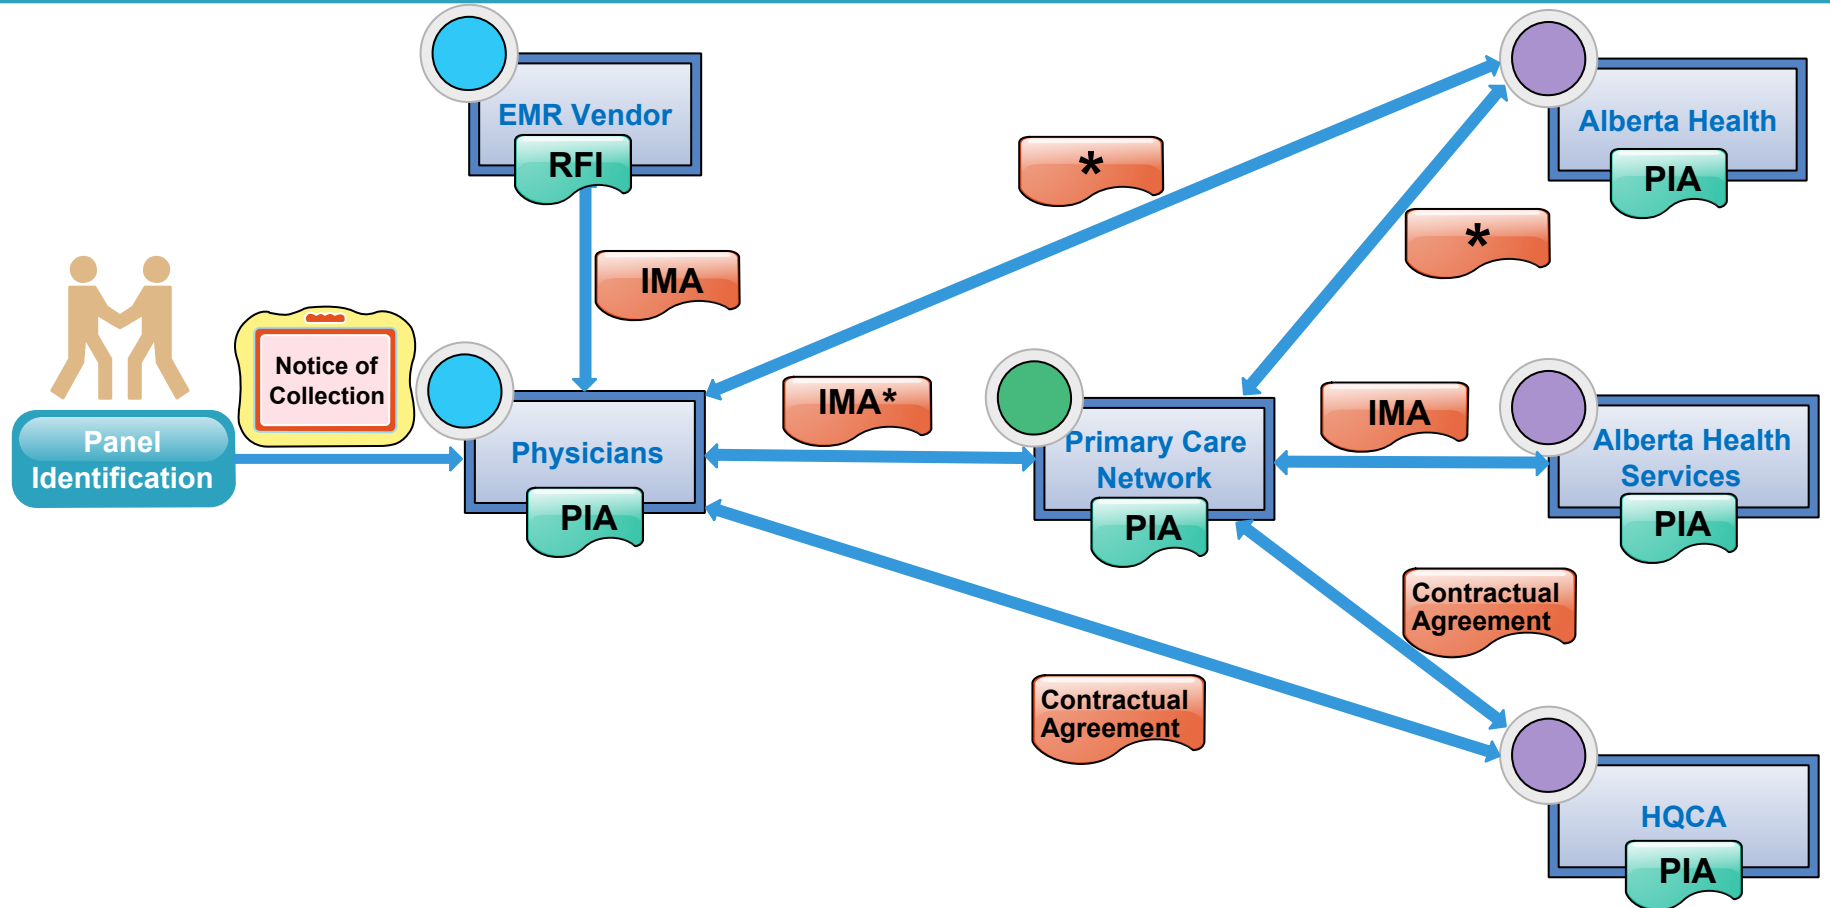 EMR Vendor
RFI
IMA
*
*
Alberta Health
PIA
Notice of
Collection
Panel
Identification
Physicians
PIA
IMA*
Primary Care
Network
PIA
IMA
Alberta Health
Services
PIA
Contractual
Agreement
Contractual
Agreement
HQCA
PIA